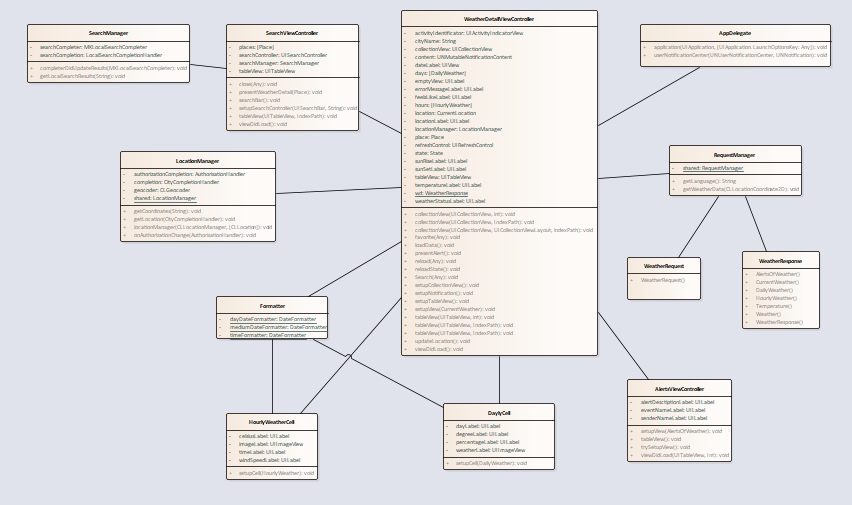 SearchManager
- searchCompleter: MKLocalSearchCompleter
- searchCompletion: LocalSearchCompletionHandler
+ completerDidUpdateResults(MKLocalSearchCompleter): void
+ getLocalSearchResults(String): void
SearchViewController
- places: [Place]
- searchController: UISearchController
- searchManager: SearchManager
- tableView: UITableView
+ close(Any): void
+ presentWeatherDetail(Place): void
+ searchBar(): void
+ setupSearchController(UISearchBar, String): void
+ tableView(UITableView, IndexPath): void
+ viewDidLoad(): void
WeatherDetailViewController
- activityIdentificator: UIActivityIndicatorView
- cityName: String
- collectionView: UICollectionView
- content: UNMutableNotificationContent
- dateLabel: UIView
- days: [DailyWeather]
- emptyView: UILabel
- errorMessageLabel: UILabel
- feelsLikeLabel: UILabel
- hours: [HourlyWeather]
- location: CurrentLocation
- locationLabel: UILabel
- locationManager: LocationManager
- place: Place
- refreshControl: UIRefreshControl
- state: State
- sunRiseLabel: UILabel
- sunSetLabel: UILabel
- tableView: UITableView
- temperatureLabel: UILabel
- wd: WeatherResponse
- weatherStatusLabel: UILabel
+ collectionView(UICollectionView, Int): void
+ collectionView(UICollectionView, IndexPath): void
+ collectionView(UICollectionView, UICollectionViewLayout, IndexPath): void
+ favorite(Any): void
+ loadData(): void
+ presentAlert(): void
+ reload(Any): void
+ reloadState(): void
+ Search(Any): void
+ setupCollectionView(): void
+ setupNotification(): void
+ setupTableView(): void
+ setupView(CurrentWeather): void
+ tableView(UITableView, Int): void
+ tableView(UITableView, IndexPath): void
+ tableView(UITableView, IndexPath): void
+ updateLocation(): void
+ viewDidLoad(): void
AppDelegate
+ application(UIApplication, [UIApplication.LaunchOptionsKey: Any]): void
+ userNotificationCenter(UNUserNotificationCenter, UNNotification): void
LocationManager
- authorizationCompletion: AuthorisationHandler
- completion: CityCompletionHandler
- geocoder: CLGeocoder
- shared: LocationManager
+ getCoordinates(String): void
+ getLocation(CityCompletionHandler): void
+ locationManager(CLLocationManager, [CLLocation]): void
+ onAuthorizationChange(AuthorisationHandler): void
RequestManager
- shared: RequestManager
+ getLanguage(): String
+ getWeatherData(CLLocationCoordinate2D): void
WeatherRequest
+ WeatherRequest()
WeatherResponse
+ AlertsOfWeather()
+ CurrentWeather()
+ DailyWeather()
+ HourlyWeather()
+ Temperature()
+ Weather()
+ WeatherResponse()
Formatter
- dayDateFormatter: DateFormatter
- mediumDateFormatter: DateFormatter
- timeFormatter: DateFormatter
HourlyWeatherCell
- celsiusLabel: UILabel
- imageLabel: UIImageView
- timeLabel: UILabel
- windSpeedLabel: UILabel
+ setupCell(HourlyWeather): void
DaylyCell
- dayLabel: UILabel
- degreeLabel: UILabel
- percentageLabel: UILabel
- weatherLabel: UIImageView
+ setupCell(DailyWeather): void
AlertsViewController
- alertDesctiptionLabel: UILabel
- eventNameLabel: UILabel
- senderNameLabel: UILabel
+ setupView(AlertsOfWeather): void
+ tableView(): void
+ trySetupView(): void
+ viewDidLoad(UITableView, Int): void